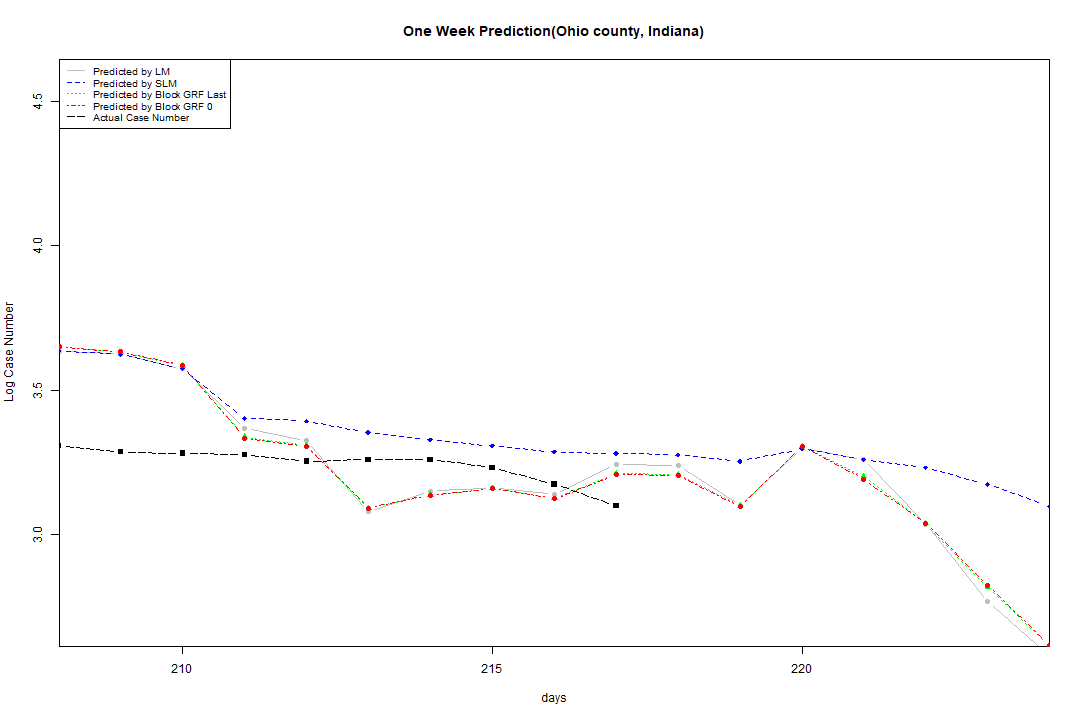 One Week Prediction(Ohio county, Indiana)
Predicted by LM
Predicted by SLM
Predicted by Block GRF Last
Predicted by Block GRF 0
Actual Case Number
4.5
4.0
3.5
3.0
Log Case Number
210
215
220
days